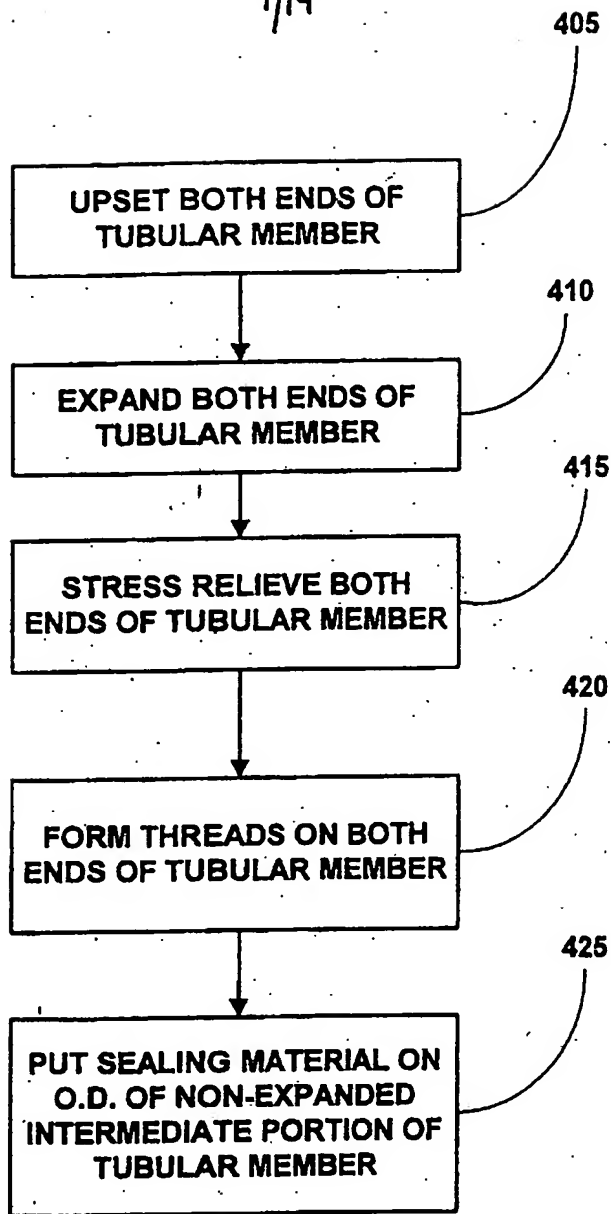 405
UPSET BOTH ENDS OF
TUBULAR MEMBER
410
EXPAND BOTH ENDS OF
TUBULAR MEMBER
415
STRESS RELIEVE BOTH
ENDS OF TUBULAR MEMBER
420
FORM THREADS ON BOTH
ENDS OF TUBULAR MEMBER
425
PUT SEALING MATERIAL ON
O.D. OF NON-EXPANDED
INTERMEDIATE PORTION OF
TUBULAR MEMBER